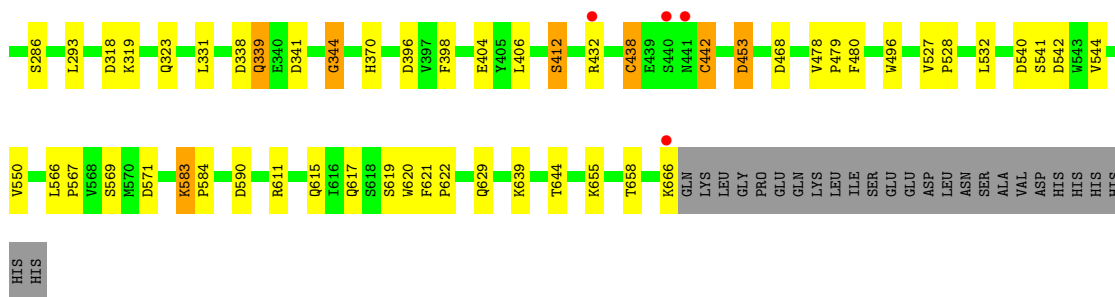 S286 L293 D318 K319 Q323 L331 D338 Q339 E340 D341 G344 H370 D396 V397 F398 E404 Y405 L406 S412 R432 C438 E439 S440 N441 C442 D453 D468 V478 P479 F480 W496 V527 P528 L532 D540 S541 D542 W543 V544
V550 L566 P567 V568 S569 M570 D571 K583 P584 D590 R611 Q615 I616 Q617 S618 S619 W620 F621 P622 Q629 K639 T644 K655 T658 K666 GLN LYS LEU GLY PRO GLU GLN LYS LEU ILE SER GLU GLU ASP LEU ASN SER ALA VAL ASP HIS HIS HIS HIS
HIS HIS